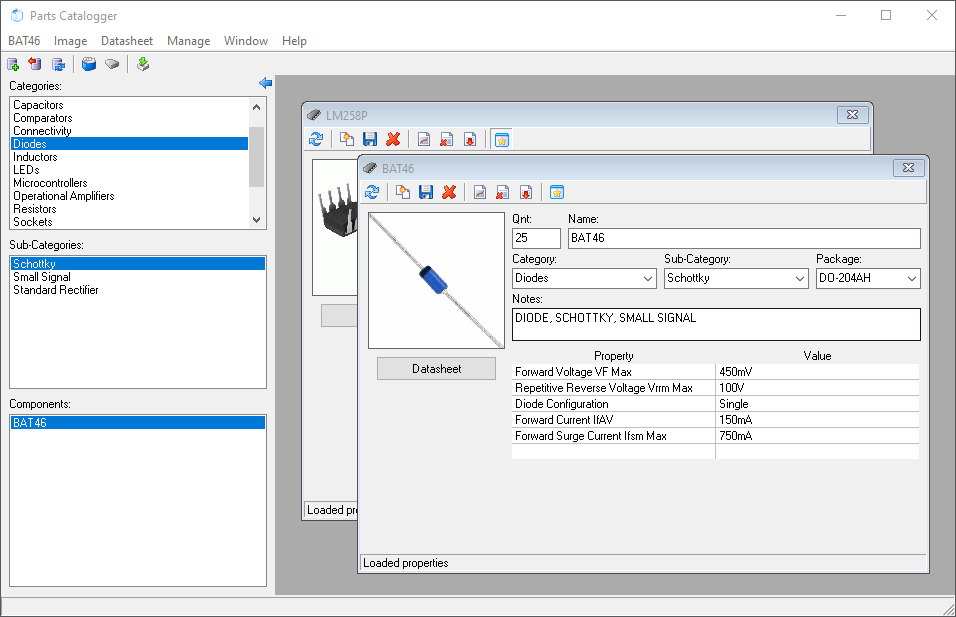 Parts Catalogger
BAT46 Image Datasheet Manage Window Help
Categories:
Capacitors
Comparators
Connectivity
Diodes
Inductors
LEDs
Microcontrollers
Operational Amplifiers
Resistors
Sockets
Sub-Categories:
Schottky
Small Signal
Standard Rectifier
Components:
BAT46
LM258P
Loaded pr
BAT46
Qnt: Name:
25 BAT46
Category: Sub-Category: Package:
Diodes Schottky DO-204AH
Notes:
DIODE, SCHOTTKY, SMALL SIGNAL
Datasheet
Property Value
Forward Voltage VF Max 450mV
Repetitive Reverse Voltage Vrrm Max 100V
Diode Configuration Single
Forward Current IfAV 150mA
Forward Surge Current Ifsm Max 750mA
Loaded properties